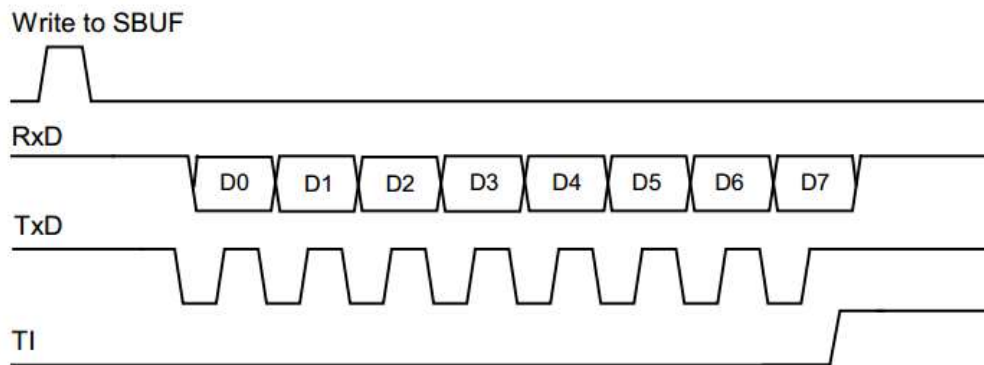 Write to SBUF
RxD
D0 D1 D2 D3 D4 D5 D6 D7
TxD
TI